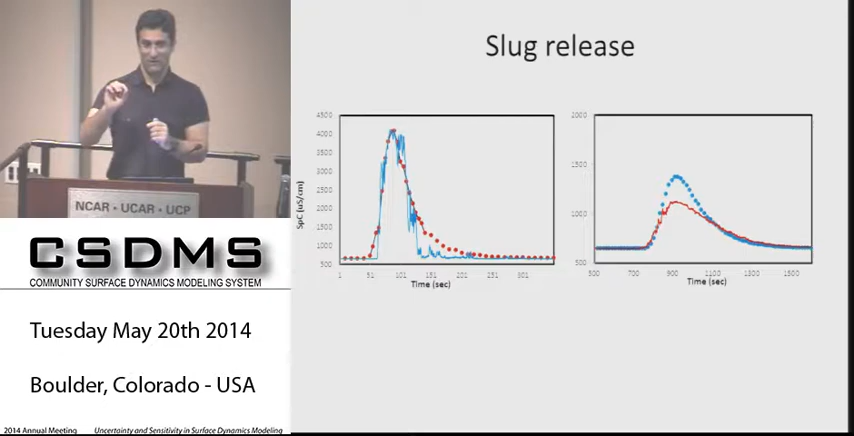 Slug release
NCAR · UCAR · UCP
CSDMS
COMMUNITY SURFACE DYNAMICS MODELING SYSTEM
Tuesday May 20th 2014
Boulder, Colorado - USA
2014 Annual Meeting Uncertainty and Sensitivity in Surface Dynamics Modeling
SpC (uS/cm)
4500
4000
3500
3000
2500
2000
1500
1000
500
1 51 101 151 201 251 301
Time (sec)
2000
1500
1000
500
500 700 900 1100 1300 1500
Time (sec)